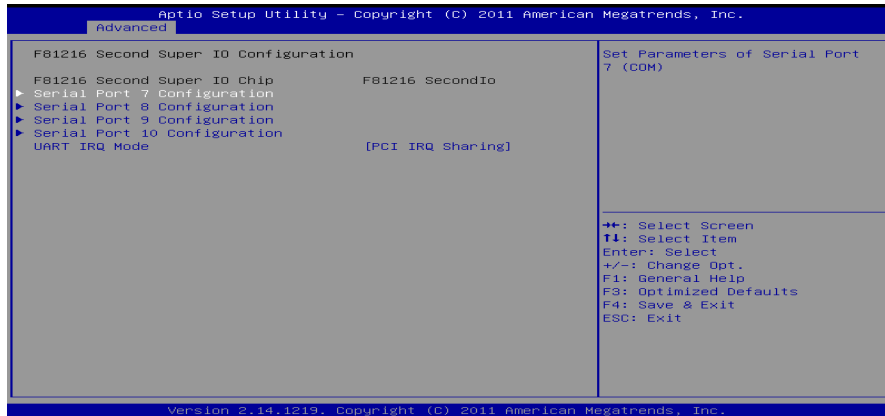 Aptio Setup Utility – Copyright (C) 2011 American Megatrends, Inc.
Advanced
F81216 Second Super IO Configuration
F81216 Second Super IO Chip F81216 SecondIo
► Serial Port 7 Configuration
► Serial Port 8 Configuration
► Serial Port 9 Configuration
► Serial Port 10 Configuration
UART IRQ Mode [PCI IRQ Sharing]
Set Parameters of Serial Port
7 (COM)
→←: Select Screen
↑↓: Select Item
Enter: Select
+/-: Change Opt.
F1: General Help
F3: Optimized Defaults
F4: Save & Exit
ESC: Exit
Version 2.14.1219. Copyright (C) 2011 American Megatrends, Inc.